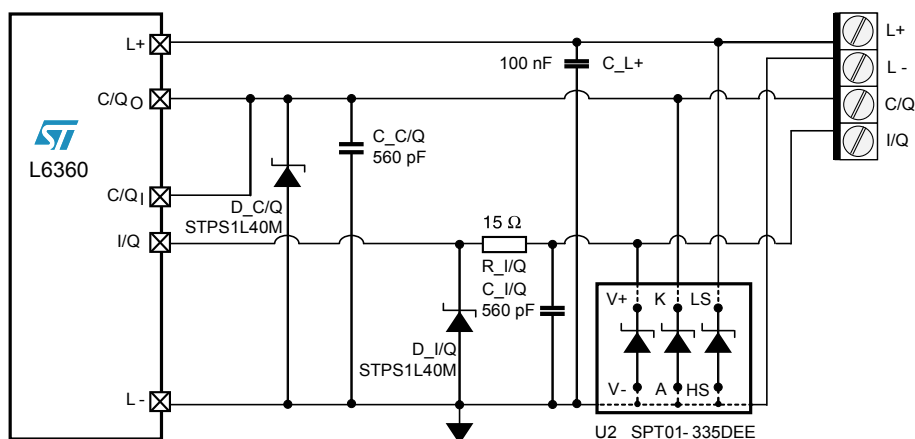 L+
L+
100 nF
C_L+
L -
C/QO
C/Q
ST
C_C/Q
560 pF
I/Q
L6360
C/QI
D_C/Q
STPS1L40M
15 Ω
I/Q
R_I/Q
C_I/Q
560 pF
V+
K
LS
D_I/Q
STPS1L40M
V-
A
HS
L -
U2 SPT01-335DEE